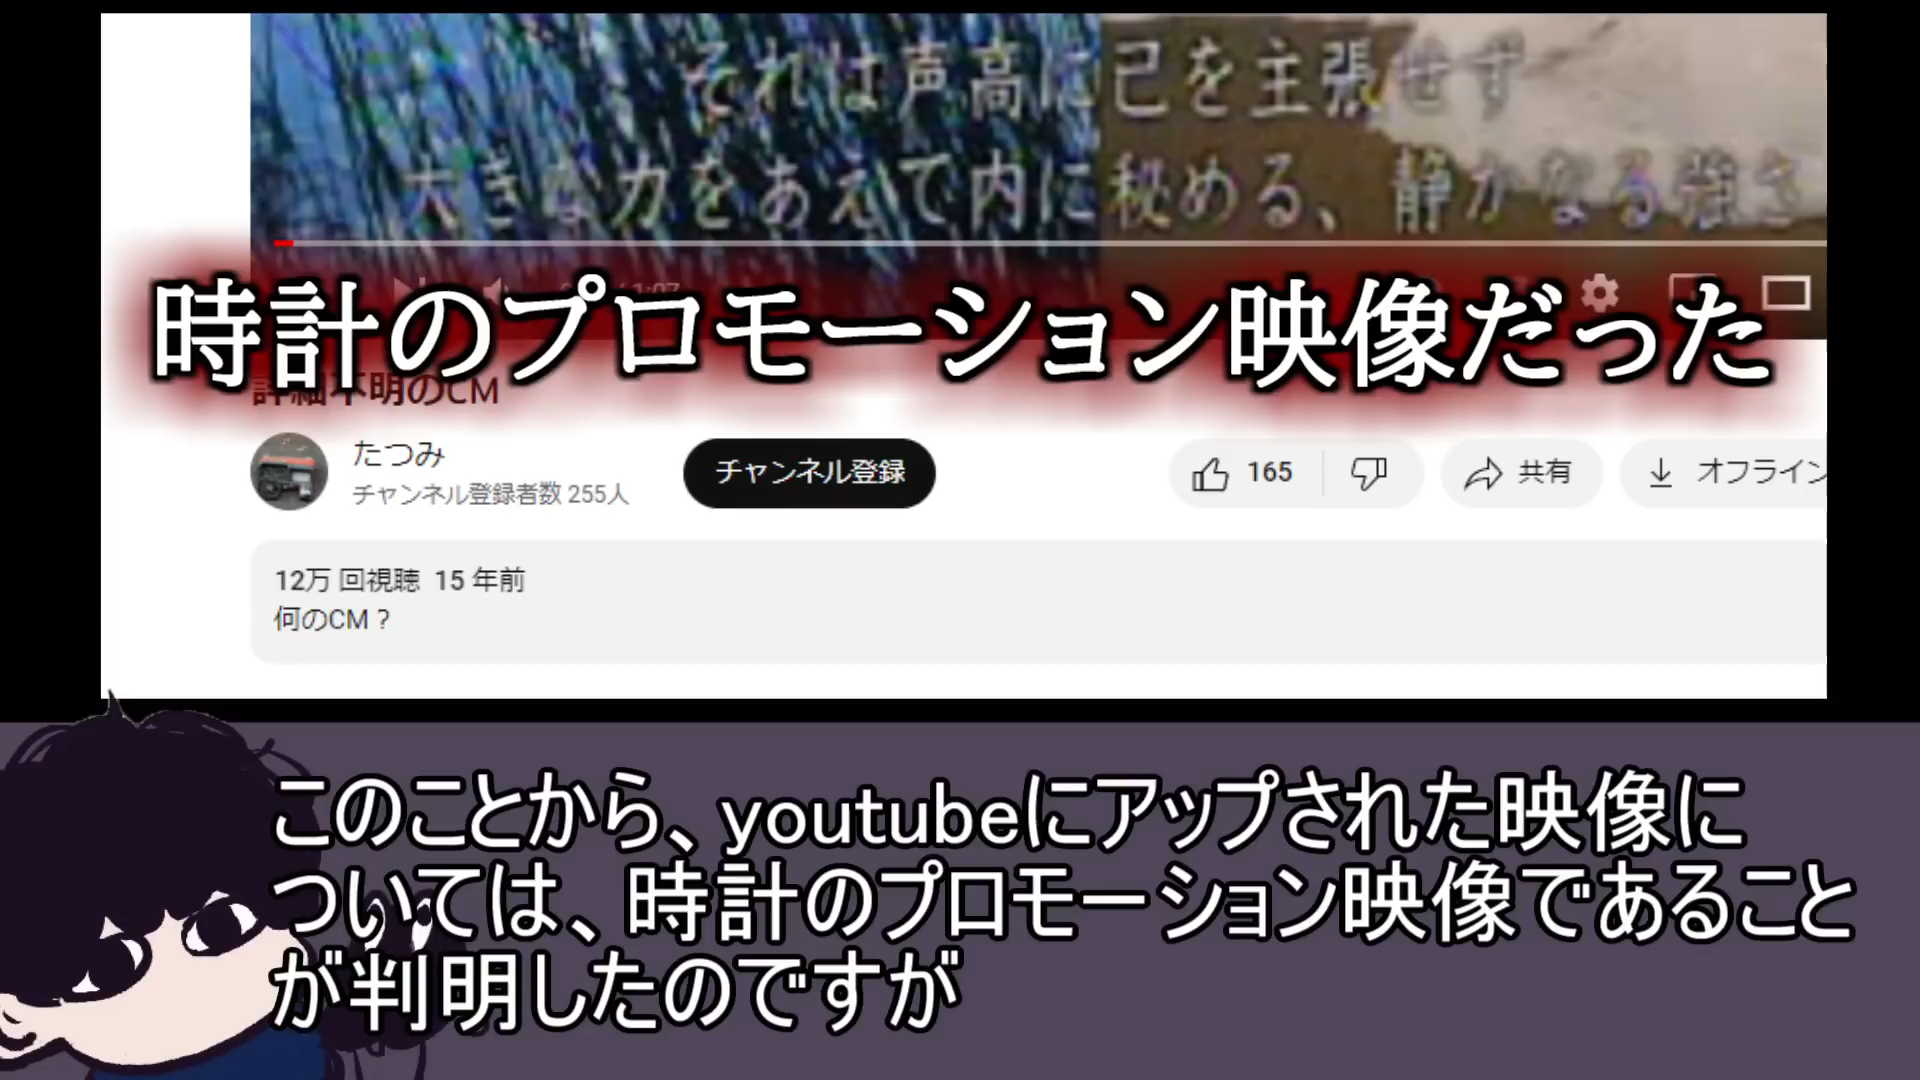 それは声高に己を主張せず
大きな力をあえて内に秘める、静かなる強さ
時計のプロモーション映像だった
詳細不明のCM
たつみ
チャンネル登録者数 255人
チャンネル登録
165
共有
オフライン
12万 回視聴 15 年前
何のCM？
このことから、youtubeにアップされた映像に
ついては、時計のプロモーション映像であること
が判明したのですが